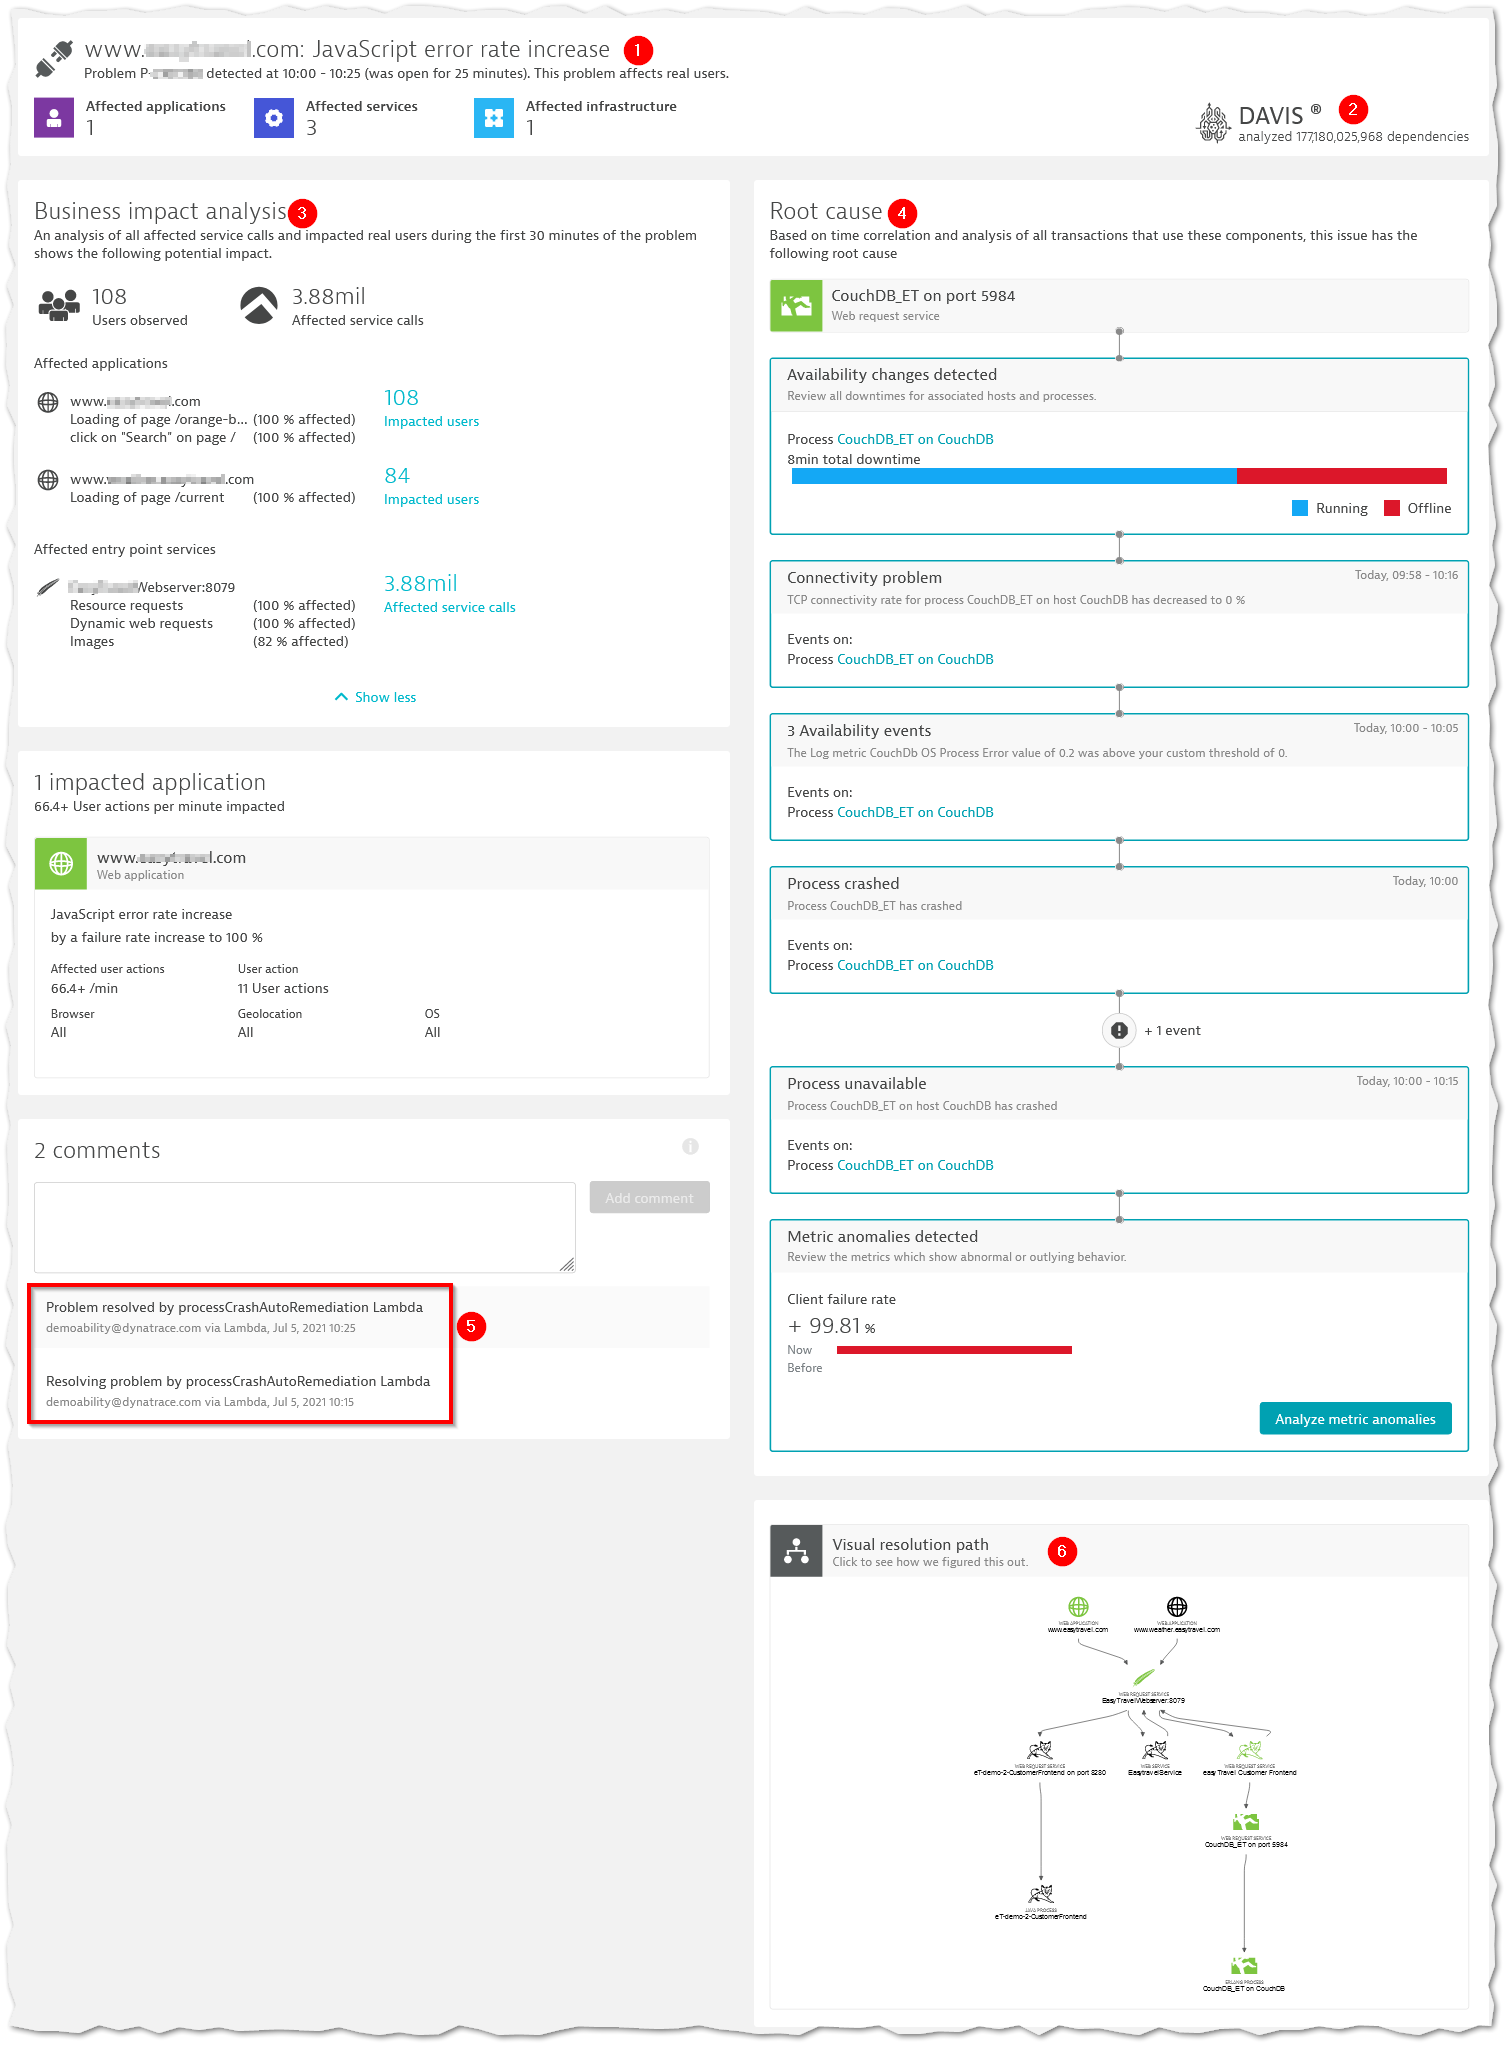 www. .com: JavaScript error rate increase 1
Problem P- detected at 10:00 - 10:25 (was open for 25 minutes). This problem affects real users.
Affected applications
1
Affected services
3
Affected infrastructure
1
DAVIS ® 2
analyzed 177,180,025,968 dependencies
Business impact analysis 3
An analysis of all affected service calls and impacted real users during the first 30 minutes of the problem
shows the following potential impact.
108
Users observed
3.88mil
Affected service calls
Affected applications
www. .com
Loading of page /orange-b... (100 % affected)
click on "Search" on page / (100 % affected)
108
Impacted users
www. .com
Loading of page /current (100 % affected)
84
Impacted users
Affected entry point services
Webserver:8079
Resource requests (100 % affected)
Dynamic web requests (100 % affected)
Images (82 % affected)
3.88mil
Affected service calls
Show less
1 impacted application
66.4+ User actions per minute impacted
www. .com
Web application
JavaScript error rate increase
by a failure rate increase to 100 %
Affected user actions User action
66.4+ /min 11 User actions
Browser Geolocation OS
All All All
2 comments
Add comment
Problem resolved by processCrashAutoRemediation Lambda
demoability@dynatrace.com via Lambda, Jul 5, 2021 10:25
5
Resolving problem by processCrashAutoRemediation Lambda
demoability@dynatrace.com via Lambda, Jul 5, 2021 10:15
Root cause 4
Based on time correlation and analysis of all transactions that use these components, this issue has the
following root cause
CouchDB_ET on port 5984
Web request service
Availability changes detected
Review all downtimes for associated hosts and processes.
Process CouchDB_ET on CouchDB
8min total downtime
Running Offline
Connectivity problem Today, 09:58 - 10:16
TCP connectivity rate for process CouchDB_ET on host CouchDB has decreased to 0 %
Events on:
Process CouchDB_ET on CouchDB
3 Availability events Today, 10:00 - 10:05
The Log metric CouchDb OS Process Error value of 0.2 was above your custom threshold of 0.
Events on:
Process CouchDB_ET on CouchDB
Process crashed Today, 10:00
Process CouchDB_ET has crashed
Events on:
Process CouchDB_ET on CouchDB
+ 1 event
Process unavailable Today, 10:00 - 10:15
Process CouchDB_ET on host CouchDB has crashed
Events on:
Process CouchDB_ET on CouchDB
Metric anomalies detected
Review the metrics which show abnormal or outlying behavior.
Client failure rate
+ 99.81 %
Now
Before
Analyze metric anomalies
Visual resolution path 6
Click to see how we figured this out.
WEB APPLICATION WEB APPLICATION
www.easytravel.com www.weather.easytravel.com
WEB REQUEST SERVICE
EasyTravelWebserver:8079
WEB REQUEST SERVICE WEB SERVICE WEB REQUEST SERVICE
eT-demo-2-CustomerFrontend on port 8280 EasytravelService easyTravel Customer Frontend
WEB REQUEST SERVICE
CouchDB_ET on port 5984
JAVA PROCESS
eT-demo-2-CustomerFrontend
ERLANG PROCESS
CouchDB_ET on CouchDB